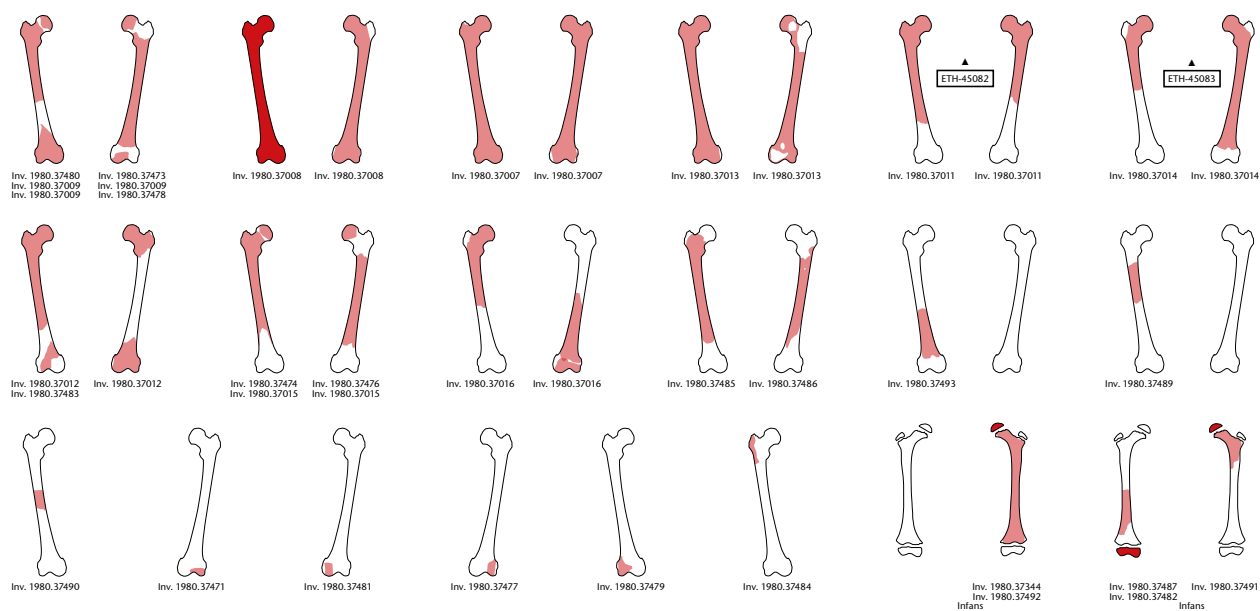 ETH-45082
ETH-45083
Inv. 1980.37480
Inv. 1980.37009
Inv. 1980.37009
Inv. 1980.37473
Inv. 1980.37009
Inv. 1980.37478
Inv. 1980.37008
Inv. 1980.37008
Inv. 1980.37007
Inv. 1980.37007
Inv. 1980.37013
Inv. 1980.37013
Inv. 1980.37011
Inv. 1980.37011
Inv. 1980.37014
Inv. 1980.37014
Inv. 1980.37012
Inv. 1980.37483
Inv. 1980.37012
Inv. 1980.37474
Inv. 1980.37015
Inv. 1980.37476
Inv. 1980.37015
Inv. 1980.37016
Inv. 1980.37016
Inv. 1980.37485
Inv. 1980.37486
Inv. 1980.37493
Inv. 1980.37489
Inv. 1980.37490
Inv. 1980.37471
Inv. 1980.37481
Inv. 1980.37477
Inv. 1980.37479
Inv. 1980.37484
Inv. 1980.37344
Inv. 1980.37492
Infans
Inv. 1980.37487
Inv. 1980.37482
Inv. 1980.37491
Infans